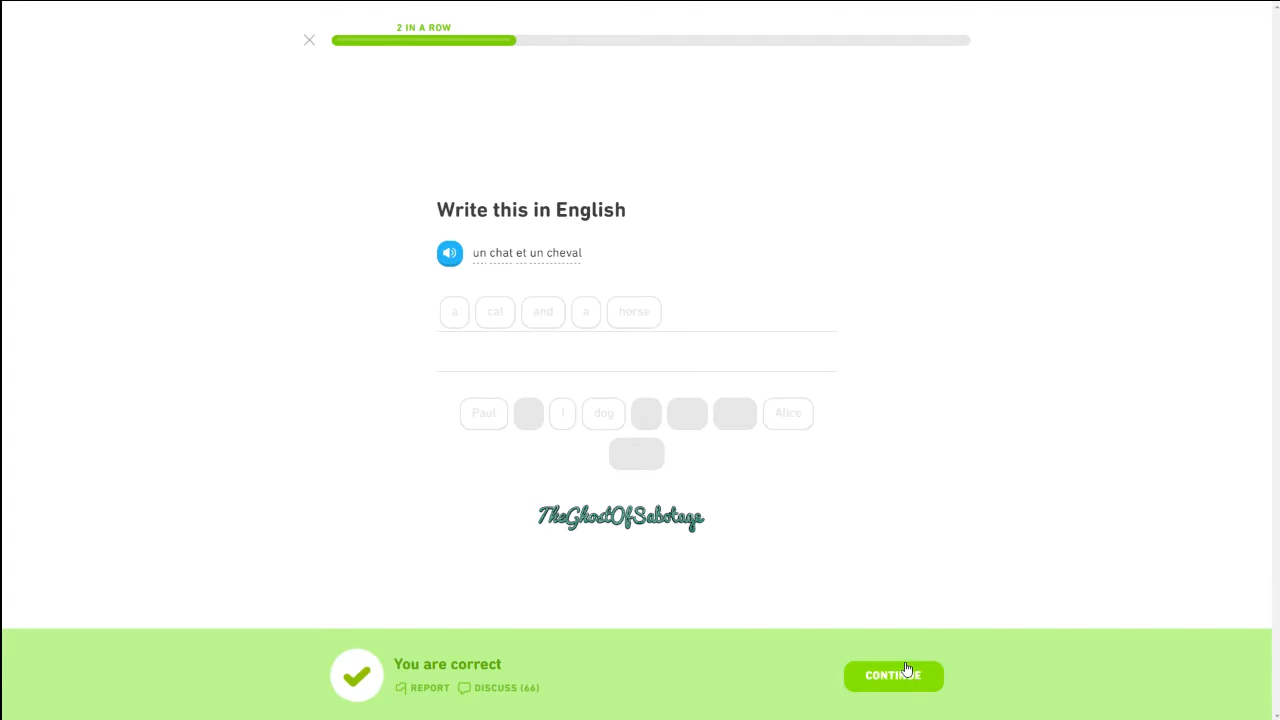 2 IN A ROW
Write this in English
un chat et un cheval
a cat and a horse
Paul I dog Alice
TheGhostOfSabotage
You are correct
REPORT DISCUSS (66)
CONTINUE